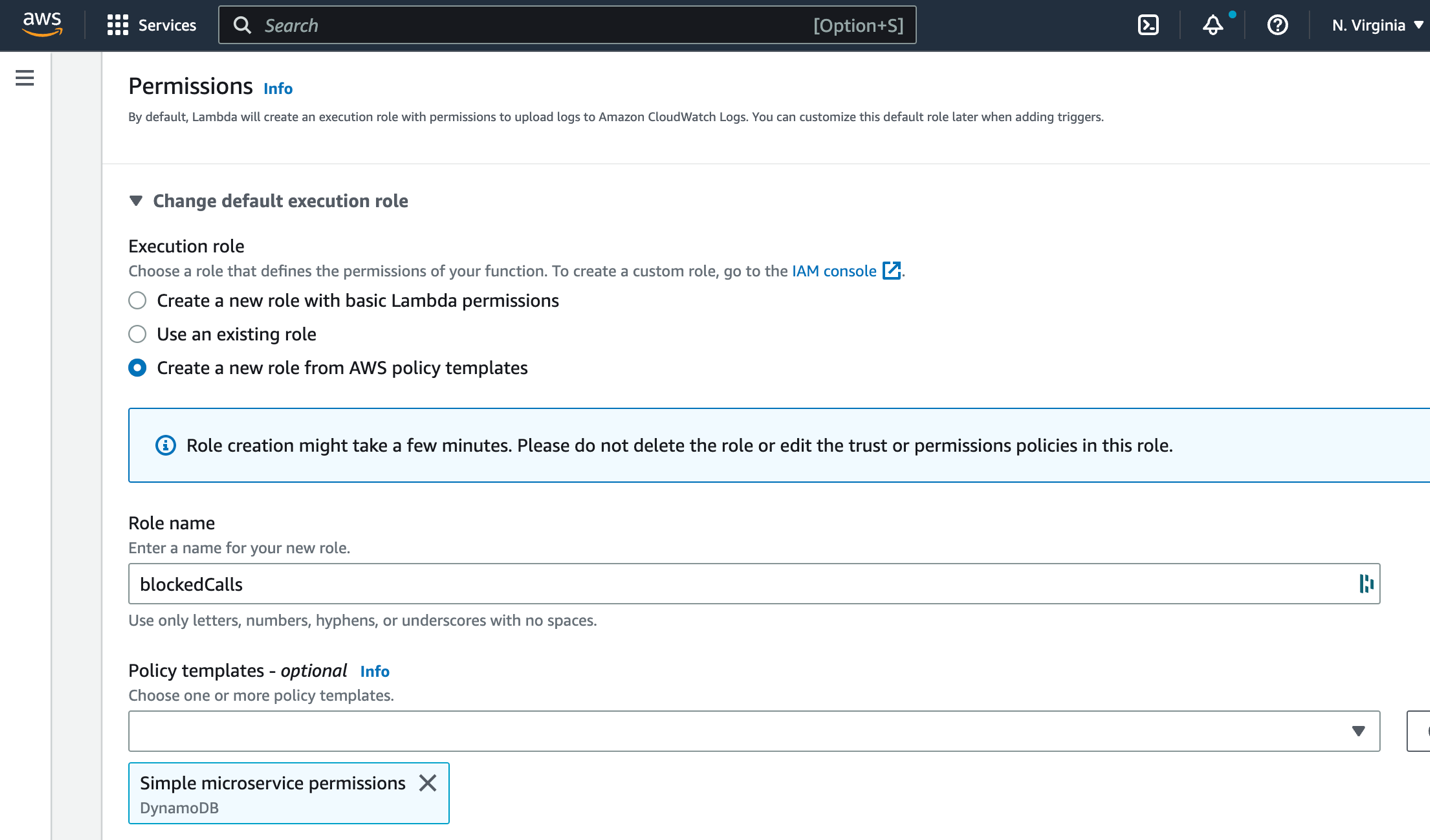 aws
Services
Search
[Option+S]
N. Virginia
Permissions Info
By default, Lambda will create an execution role with permissions to upload logs to Amazon CloudWatch Logs. You can customize this default role later when adding triggers.
Change default execution role
Execution role
Choose a role that defines the permissions of your function. To create a custom role, go to the IAM console.
Create a new role with basic Lambda permissions
Use an existing role
Create a new role from AWS policy templates
Role creation might take a few minutes. Please do not delete the role or edit the trust or permissions policies in this role.
Role name
Enter a name for your new role.
blockedCalls
Use only letters, numbers, hyphens, or underscores with no spaces.
Policy templates - optional Info
Choose one or more policy templates.
Simple microservice permissions
DynamoDB